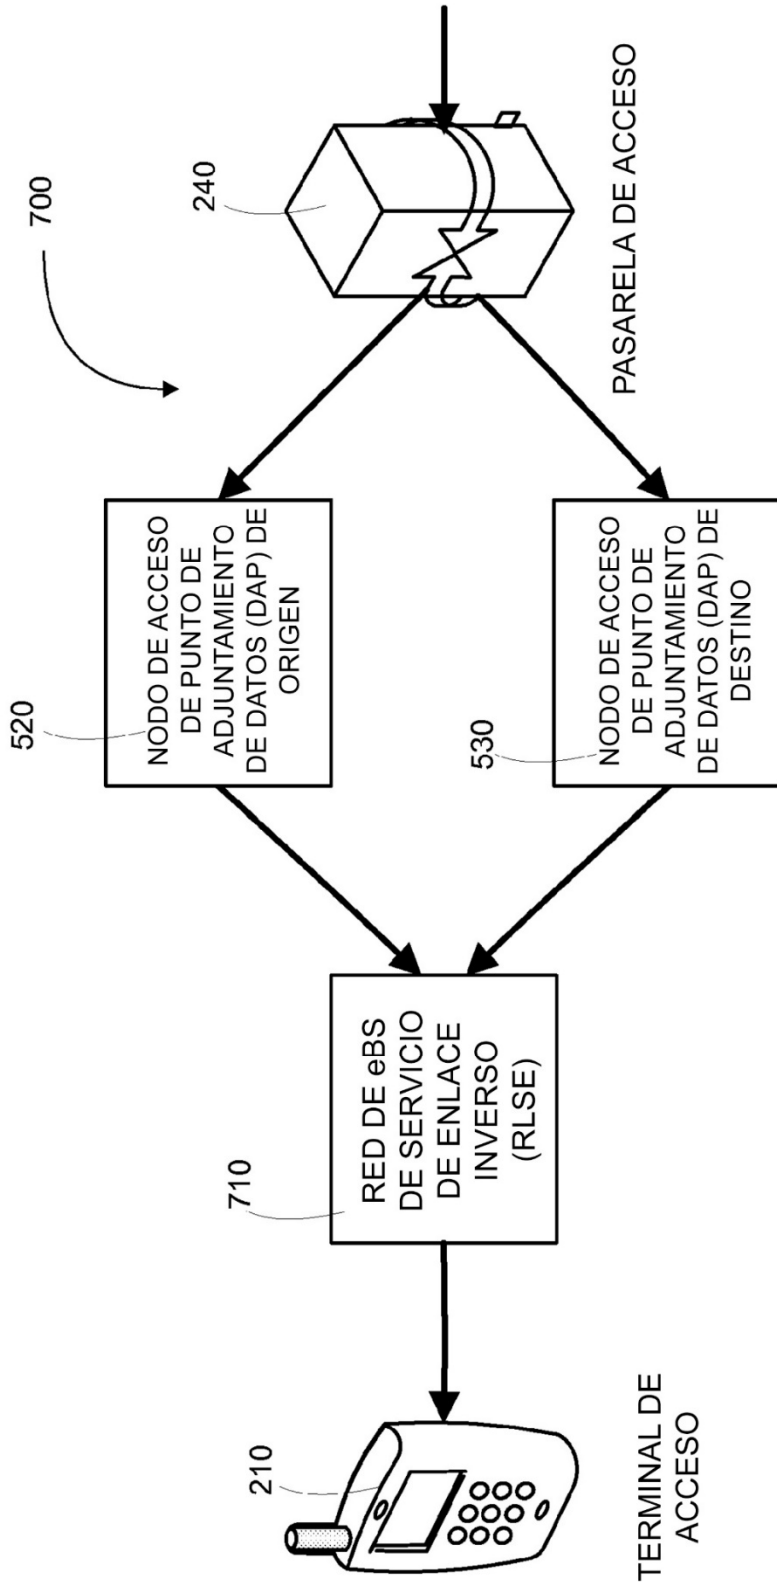 700
240
PASARELA DE ACCESO
520
NODO DE ACCESO
DE PUNTO DE
ADJUNTAMIENTO
DE DATOS (DAP) DE
ORIGEN
530
NODO DE ACCESO
DE PUNTO DE
ADJUNTAMIENTO
DE DATOS (DAP) DE
DESTINO
710
RED DE eBS
DE SERVICIO
DE ENLACE
INVERSO
(RLSE)
210
TERMINAL DE
ACCESO